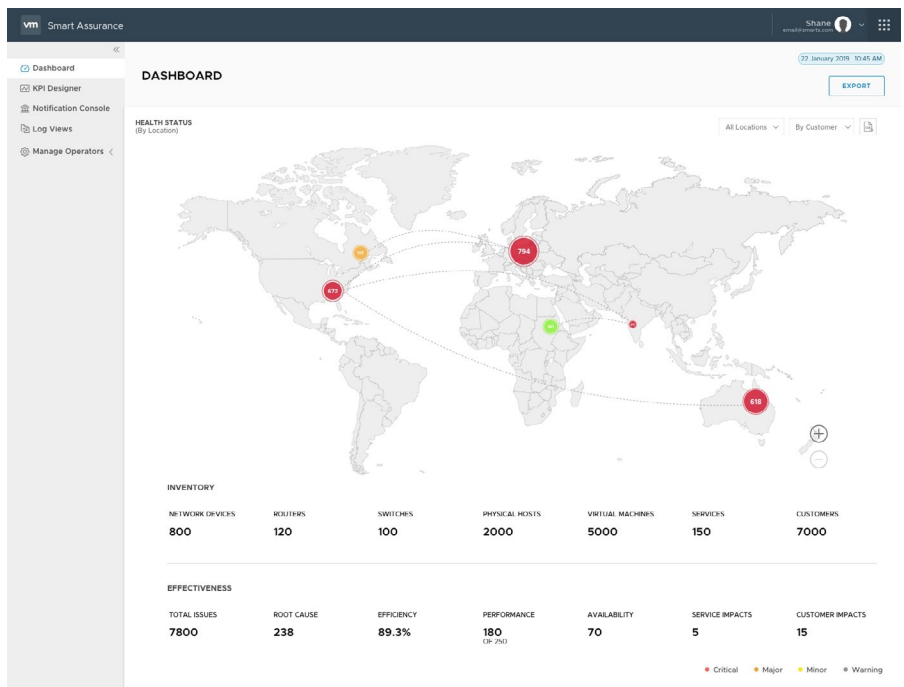 vm Smart Assurance
Shane
email@smarts.com
Dashboard
KPI Designer
Notification Console
Log Views
Manage Operators
DASHBOARD
22 January 2019 10:45 AM
EXPORT
HEALTH STATUS
(By Location)
All Locations
By Customer
794
673
618
INVENTORY
NETWORK DEVICES ROUTERS SWITCHES PHYSICAL HOSTS VIRTUAL MACHINES SERVICES CUSTOMERS
800 120 100 2000 5000 150 7000
EFFECTIVENESS
TOTAL ISSUES ROOT CAUSE EFFICIENCY PERFORMANCE AVAILABILITY SERVICE IMPACTS CUSTOMER IMPACTS
7800 238 89.3% 180 70 5 15
OF 250
Critical Major Minor Warning